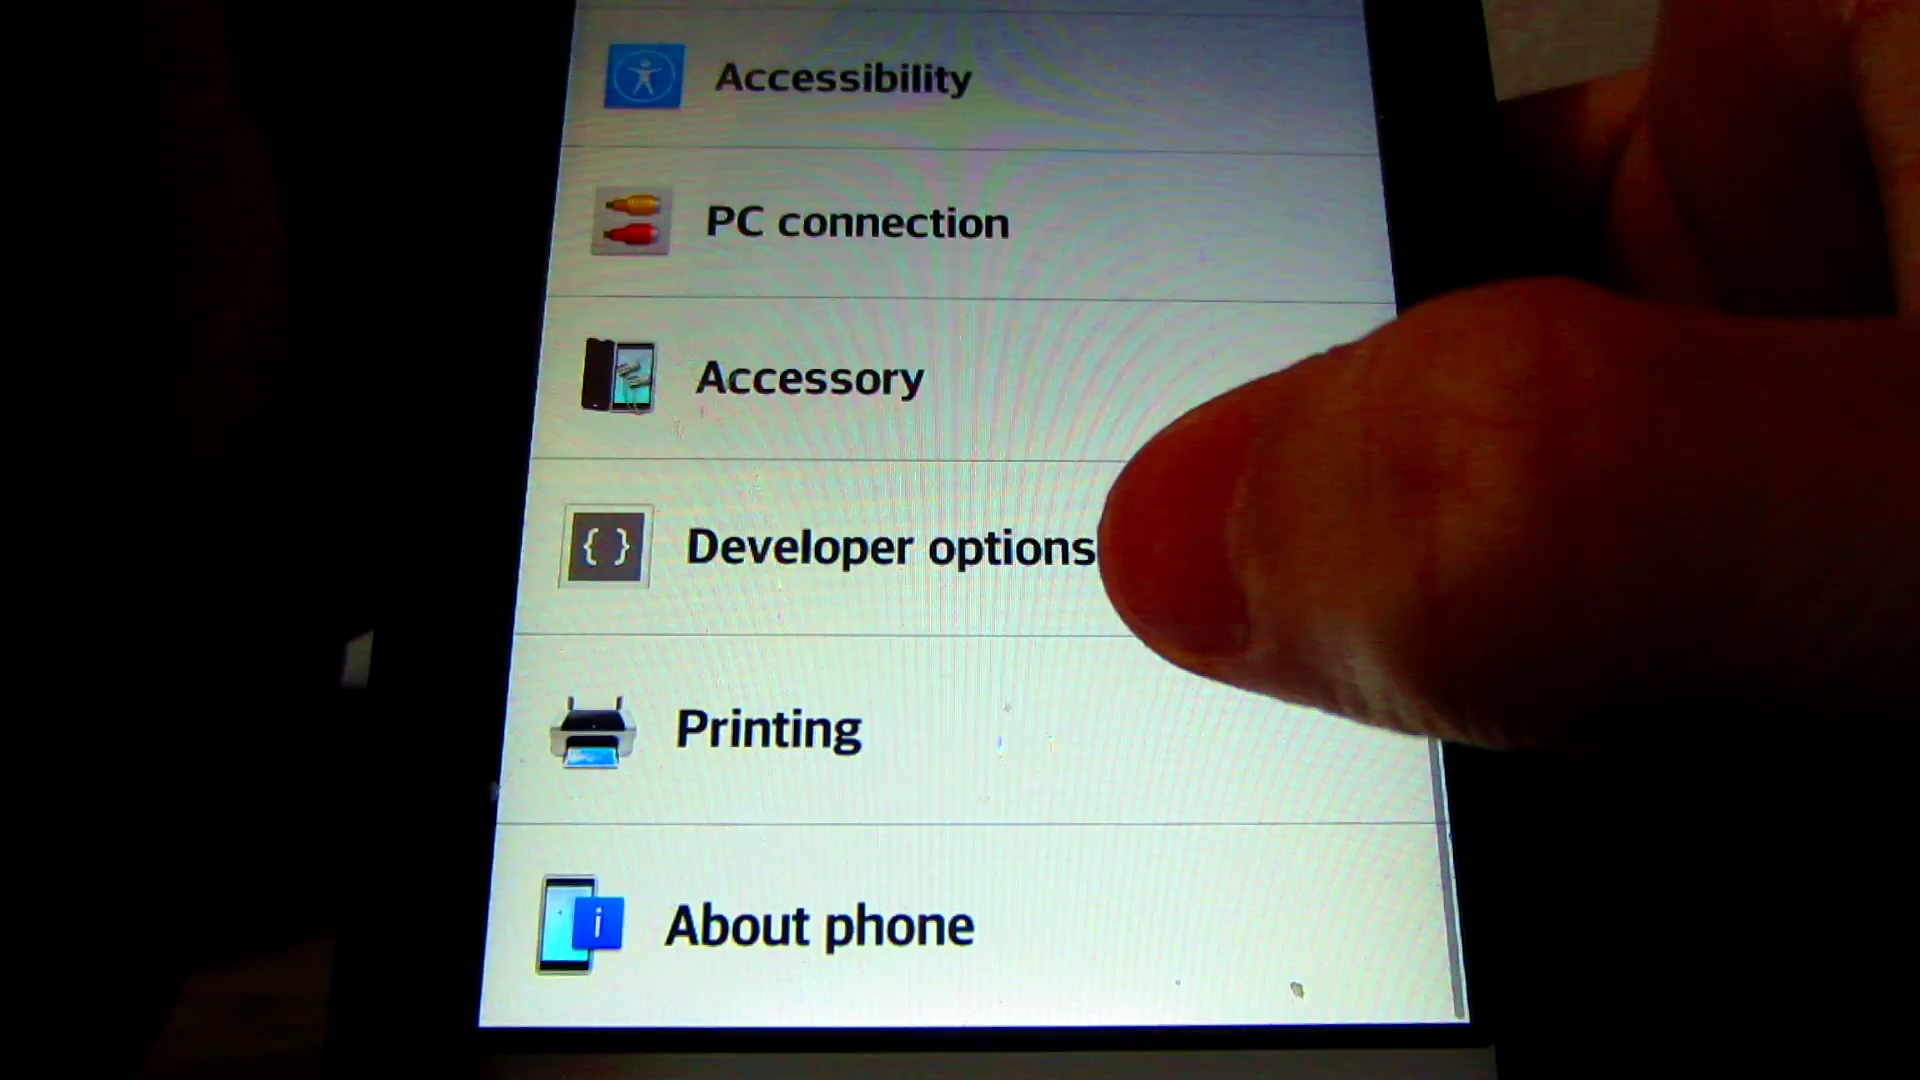 Accessibility
PC connection
Accessory
{ } Developer options
Printing
i About phone